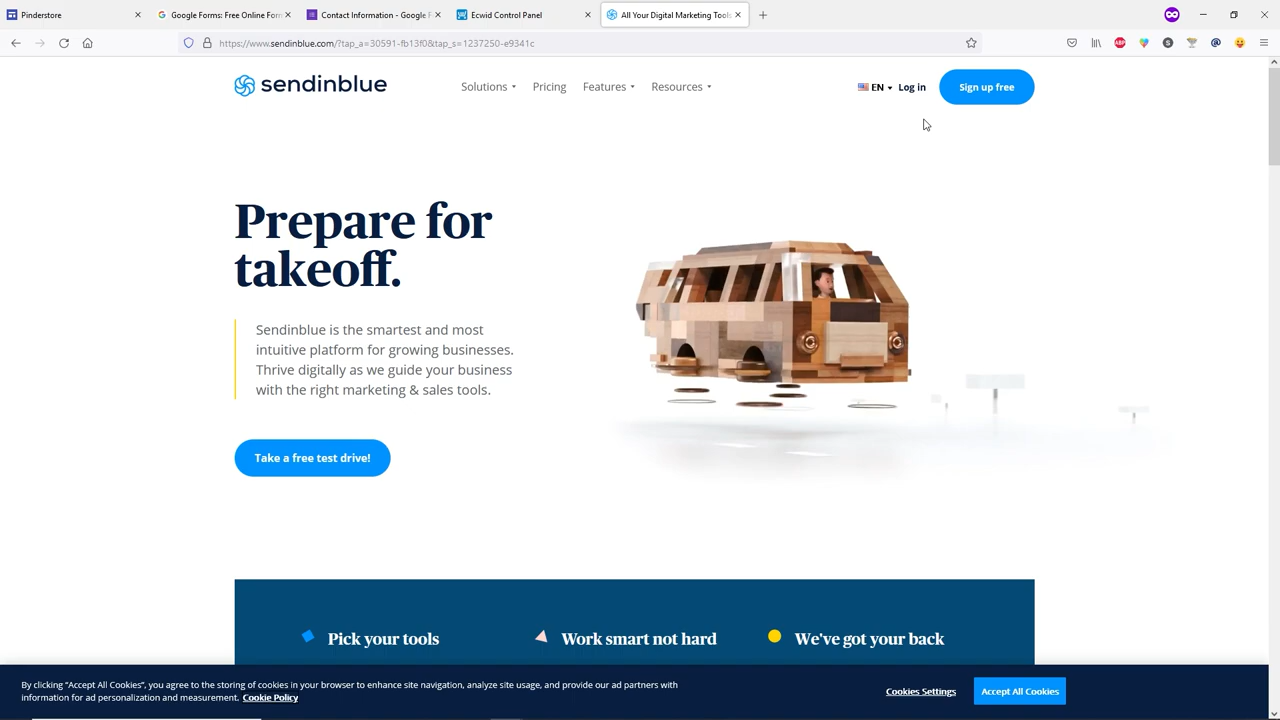 Pinderstore
Google Forms: Free Online For
Contact Information - Google F
Ecwid Control Panel
All Your Digital Marketing Tools
https://www.sendinblue.com/?tap_a=30591-fb13f0&tap_s=1237250-e9341c
sendinblue
Solutions
Pricing
Features
Resources
EN
Log in
Sign up free
Prepare for
takeoff.
Sendinblue is the smartest and most
intuitive platform for growing businesses.
Thrive digitally as we guide your business
with the right marketing & sales tools.
Take a free test drive!
Pick your tools
Work smart not hard
We've got your back
By clicking "Accept All Cookies", you agree to the storing of cookies in your browser to enhance site navigation, analyze site usage, and provide our ad partners with
information for ad personalization and measurement. Cookie Policy
Cookies Settings
Accept All Cookies